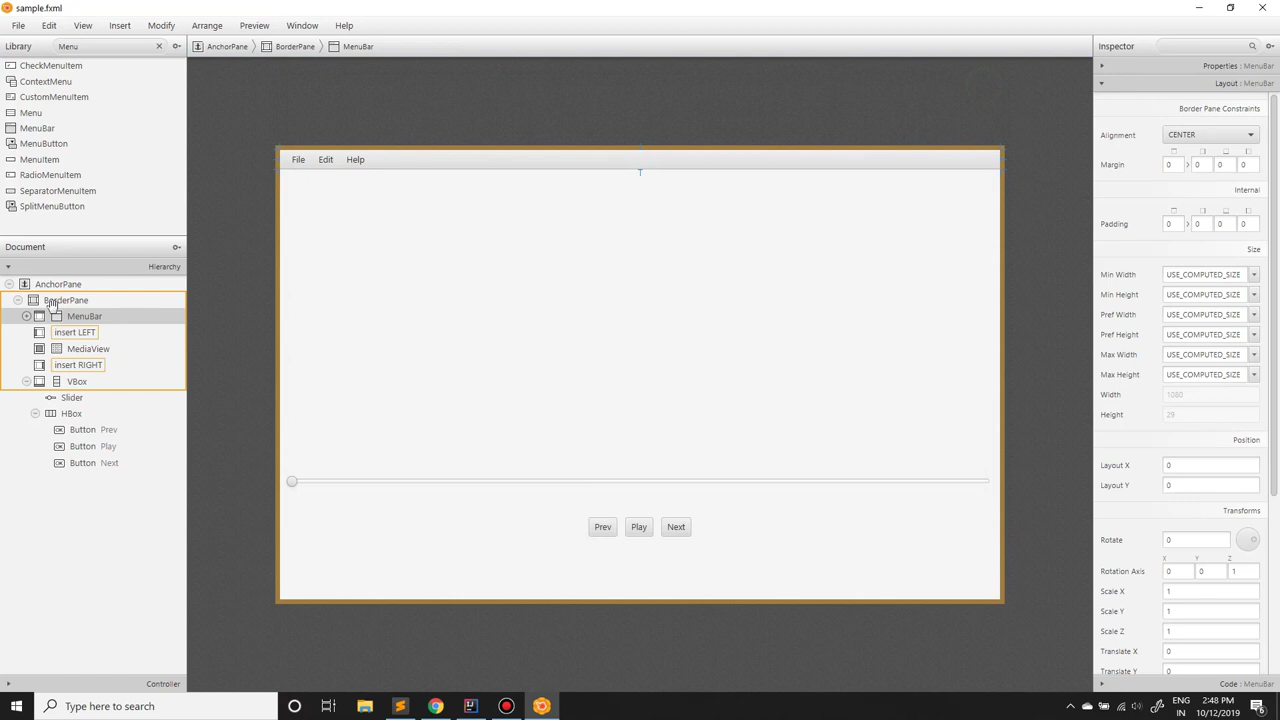 sample.fxml
File Edit View Insert Modify Arrange Preview Window Help
Library Menu
AnchorPane BorderPane MenuBar
Inspector
CheckMenuItem
ContextMenu
CustomMenuItem
Menu
MenuBar
MenuButton
MenuItem
RadioMenuItem
SeparatorMenuItem
SplitMenuButton
Document
Hierarchy
AnchorPane
BorderPane
MenuBar
insert LEFT
MediaView
insert RIGHT
VBox
Slider
HBox
Button Prev
Button Play
Button Next
Controller
File Edit Help
T
Prev Play Next
Properties : MenuBar
Layout : MenuBar
Border Pane Constraints
Alignment CENTER
Margin 0 0 0 0
Internal
Padding 0 0 0 0
Size
Min Width USE_COMPUTED_SIZE
Min Height USE_COMPUTED_SIZE
Pref Width USE_COMPUTED_SIZE
Pref Height USE_COMPUTED_SIZE
Max Width USE_COMPUTED_SIZE
Max Height USE_COMPUTED_SIZE
Width 1080
Height 29
Position
Layout X 0
Layout Y 0
Transforms
Rotate 0
X Y Z
Rotation Axis 0 0 1
Scale X 1
Scale Y 1
Scale Z 1
Translate X 0
Translate Y 0
Code : MenuBar
Type here to search
ENG 2:48 PM
IN 10/12/2019